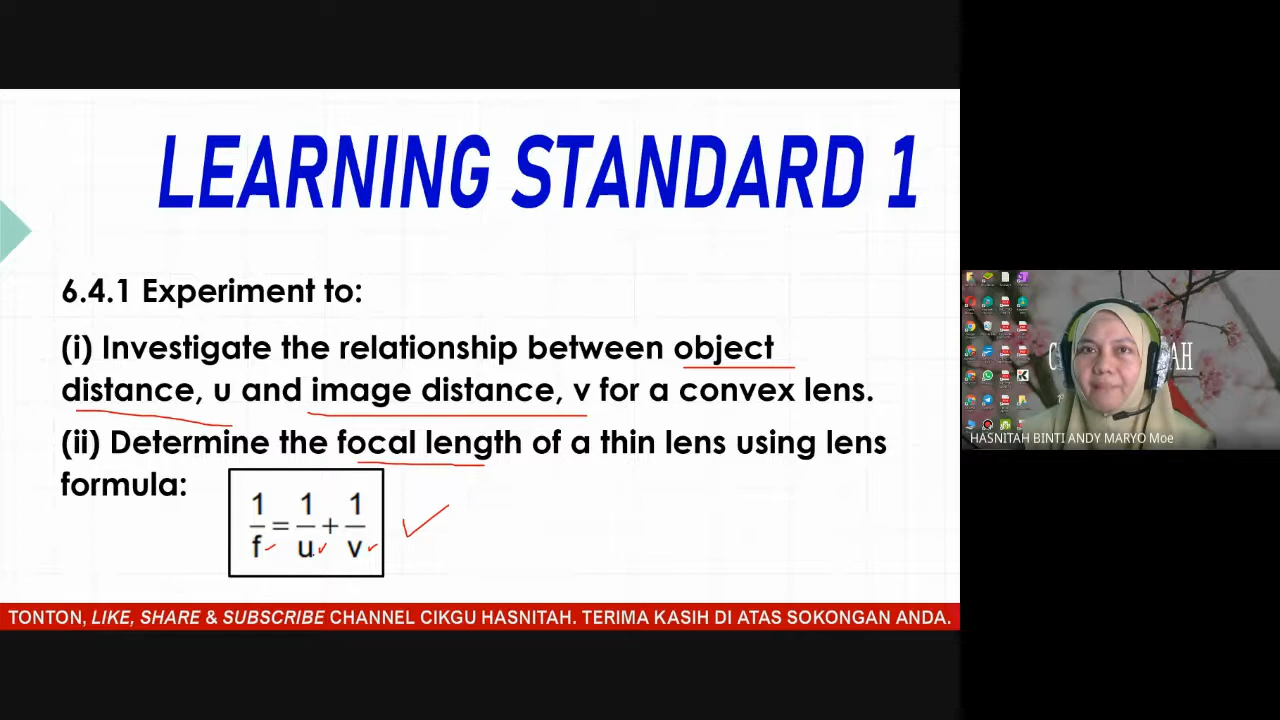 LEARNING STANDARD 1
6.4.1 Experiment to:
(i) Investigate the relationship between object
distance, u and image distance, v for a convex lens.
(ii) Determine the focal length of a thin lens using lens
formula:
1/f = 1/u + 1/v
TONTON, LIKE, SHARE & SUBSCRIBE CHANNEL CIKGU HASNITAH. TERIMA KASIH DI ATAS SOKONGAN ANDA.
HASNITAH BINTI ANDY MARYO Moe